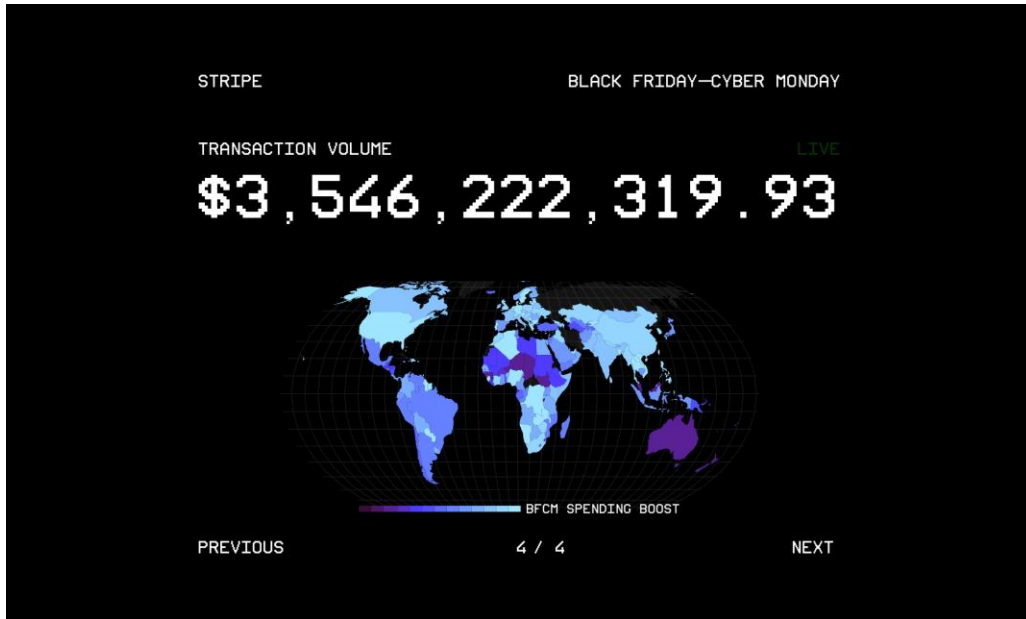 STRIPE BLACK FRIDAY—CYBER MONDAY
TRANSACTION VOLUME LIVE
$3,546,222,319.93
BFCM SPENDING BOOST
PREVIOUS 4 / 4 NEXT